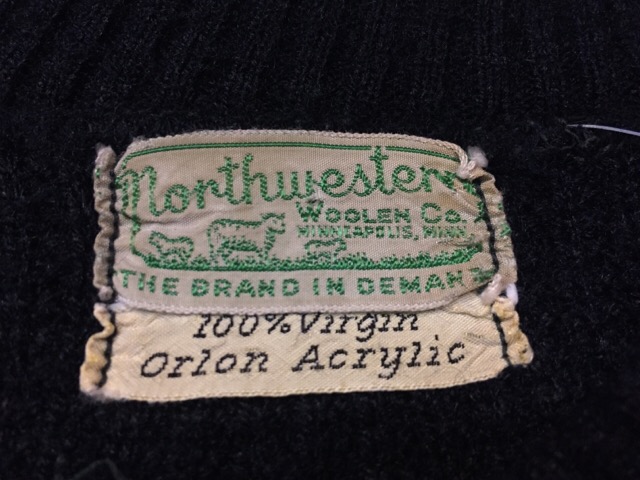 Northwestern
WOOLEN CO.
MINNEAPOLIS, MINN.
THE BRAND IN DEMAND
100% Virgin
Orlon Acrylic